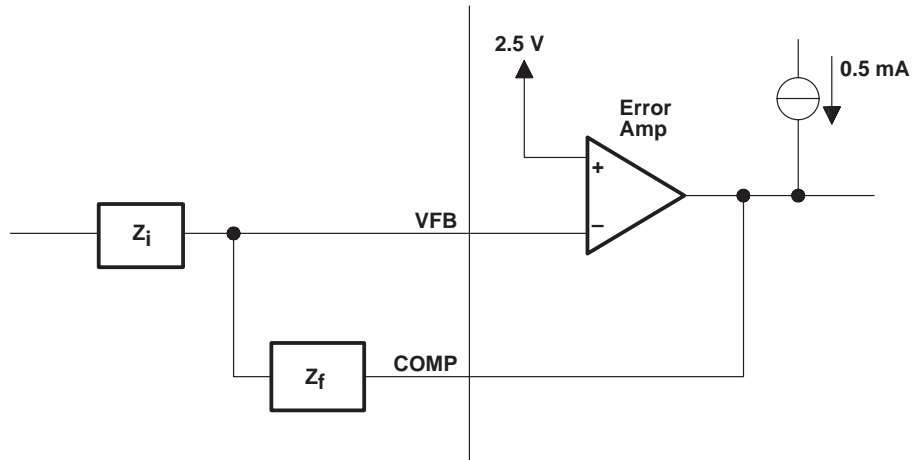 2.5 V
0.5 mA
Error
Amp
+
−
VFB
Zi
COMP
Zf